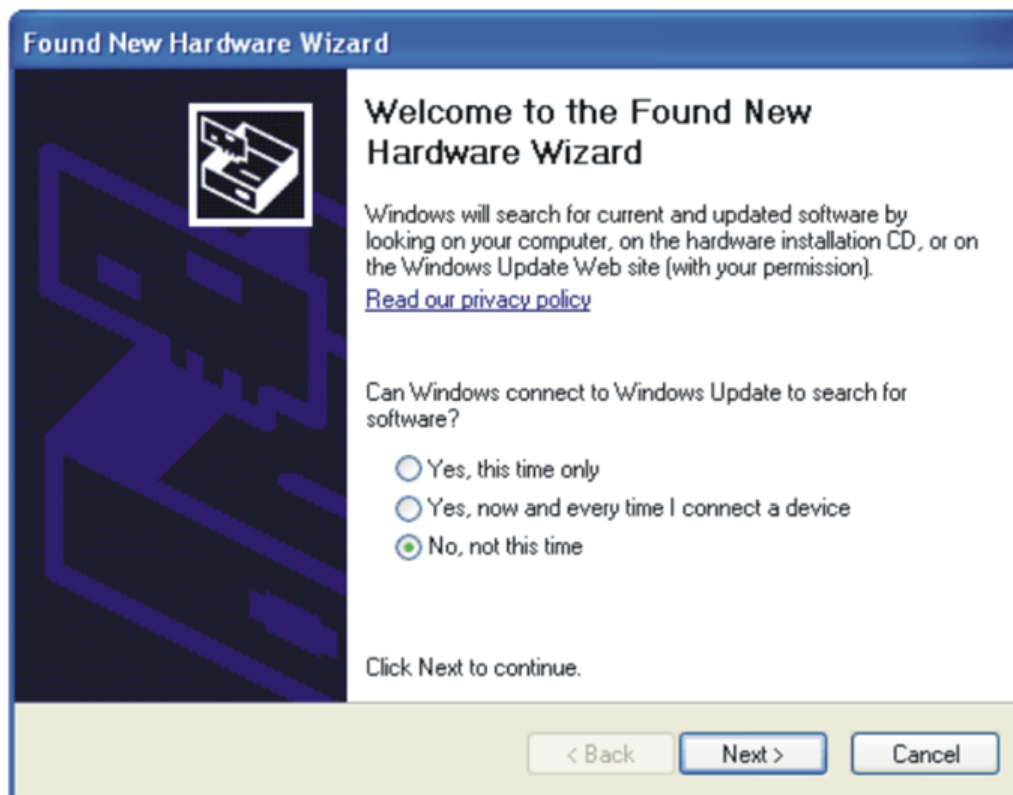 Found New Hardware Wizard
Welcome to the Found New
Hardware Wizard
Windows will search for current and updated software by
looking on your computer, on the hardware installation CD, or on
the Windows Update Web site (with your permission).
Read our privacy policy
Can Windows connect to Windows Update to search for
software?
Yes, this time only
Yes, now and every time I connect a device
No, not this time
Click Next to continue.
< Back
Next >
Cancel